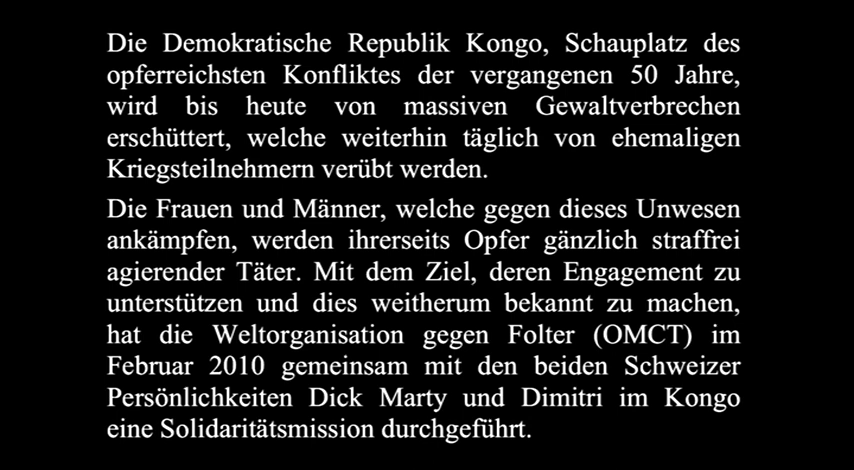 Die Demokratische Republik Kongo, Schauplatz des
opferreichsten Konfliktes der vergangenen 50 Jahre,
wird bis heute von massiven Gewaltverbrechen
erschüttert, welche weiterhin täglich von ehemaligen
Kriegsteilnehmern verübt werden.
Die Frauen und Männer, welche gegen dieses Unwesen
ankämpfen, werden ihrerseits Opfer gänzlich straffrei
agierender Täter. Mit dem Ziel, deren Engagement zu
unterstützen und dies weitherum bekannt zu machen,
hat die Weltorganisation gegen Folter (OMCT) im
Februar 2010 gemeinsam mit den beiden Schweizer
Persönlichkeiten Dick Marty und Dimitri im Kongo
eine Solidaritätsmission durchgeführt.